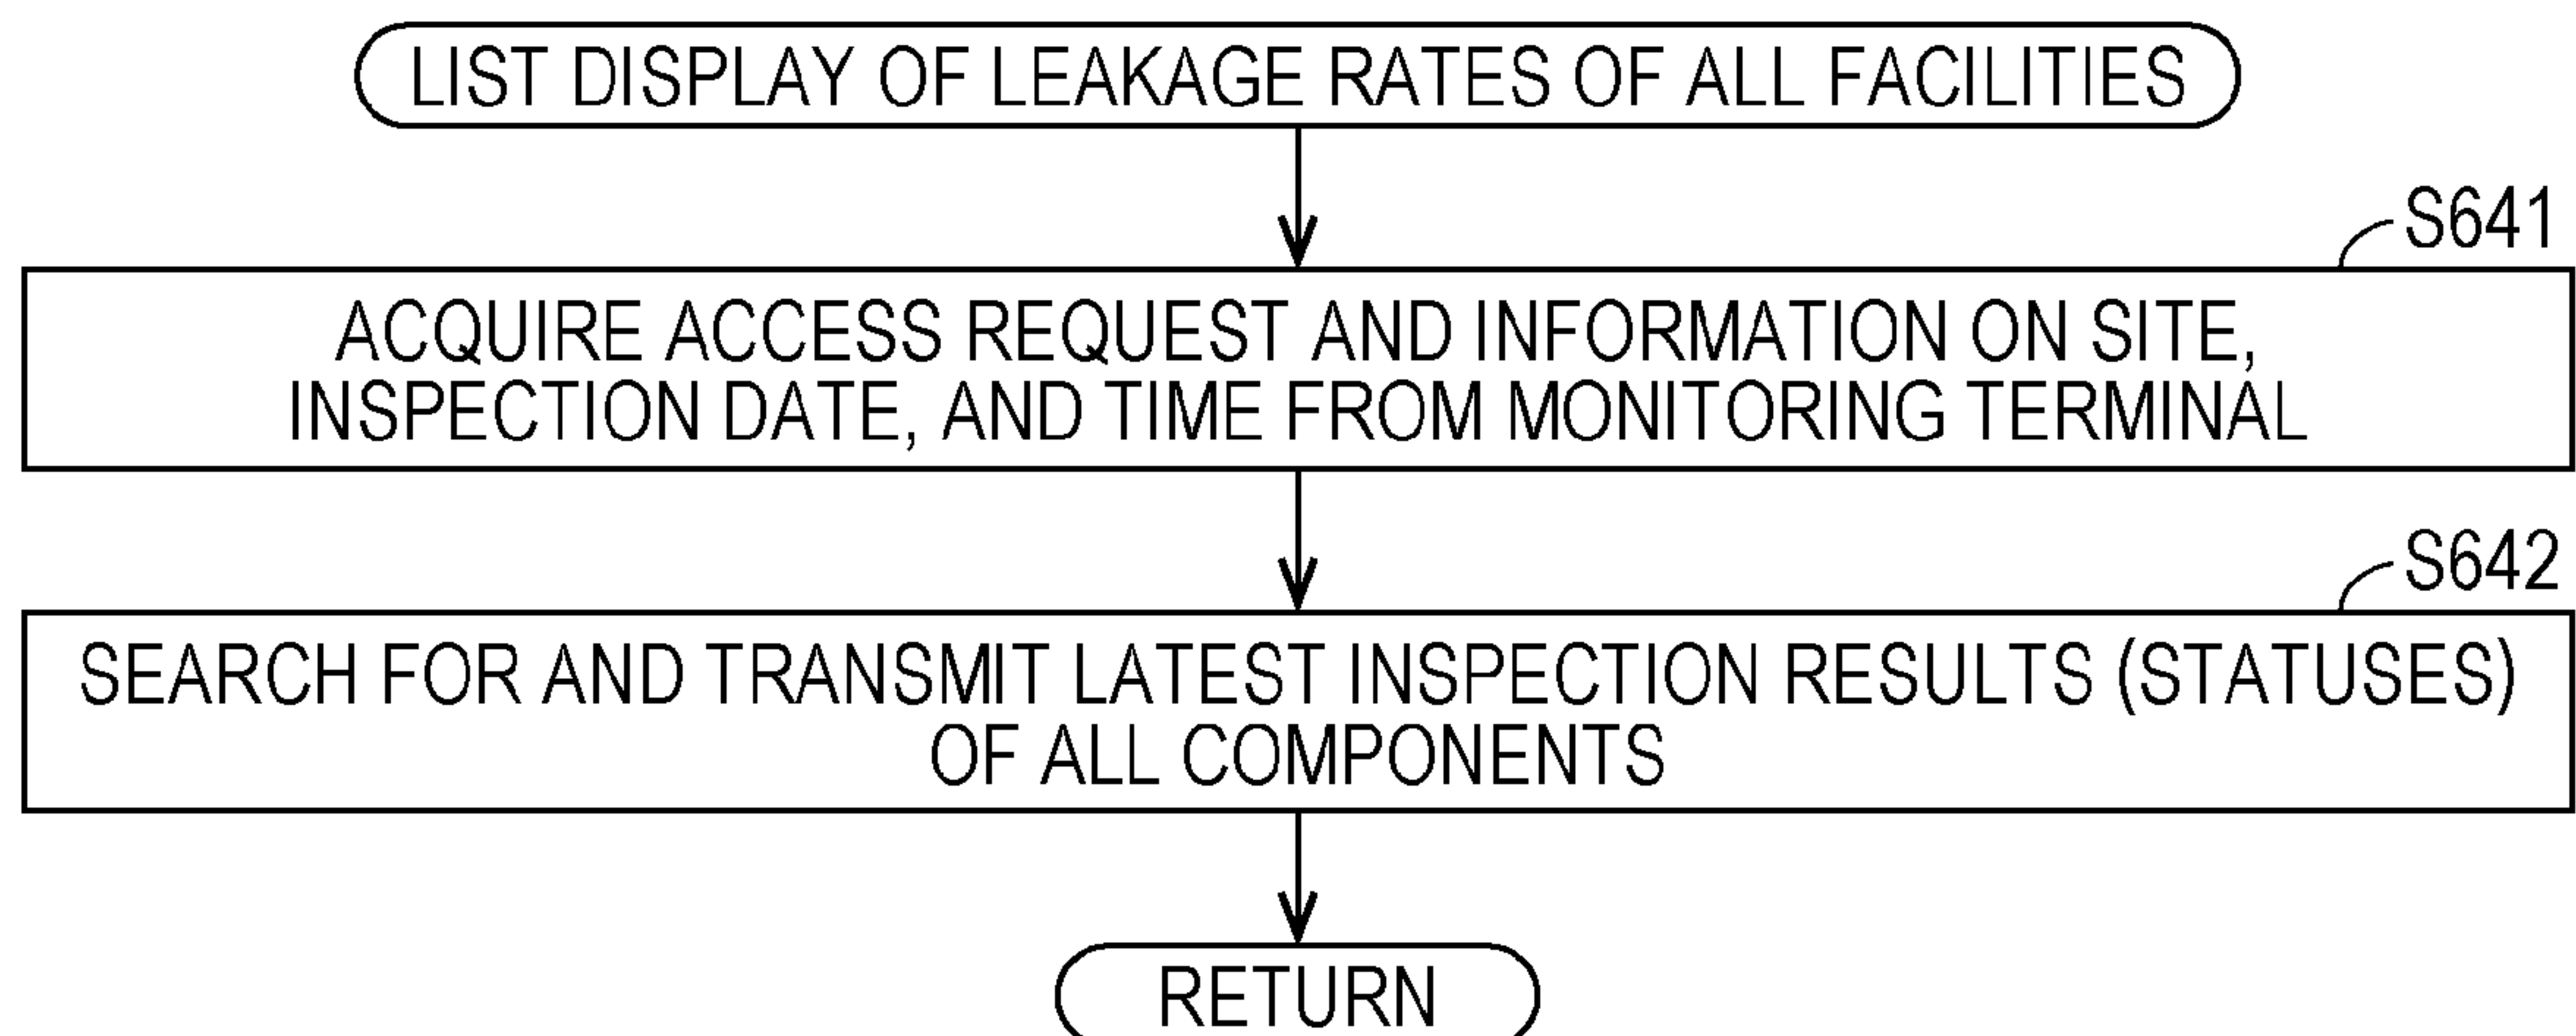 LIST DISPLAY OF LEAKAGE RATES OF ALL FACILITIES
S641
ACQUIRE ACCESS REQUEST AND INFORMATION ON SITE,
INSPECTION DATE, AND TIME FROM MONITORING TERMINAL
S642
SEARCH FOR AND TRANSMIT LATEST INSPECTION RESULTS (STATUSES)
OF ALL COMPONENTS
RETURN